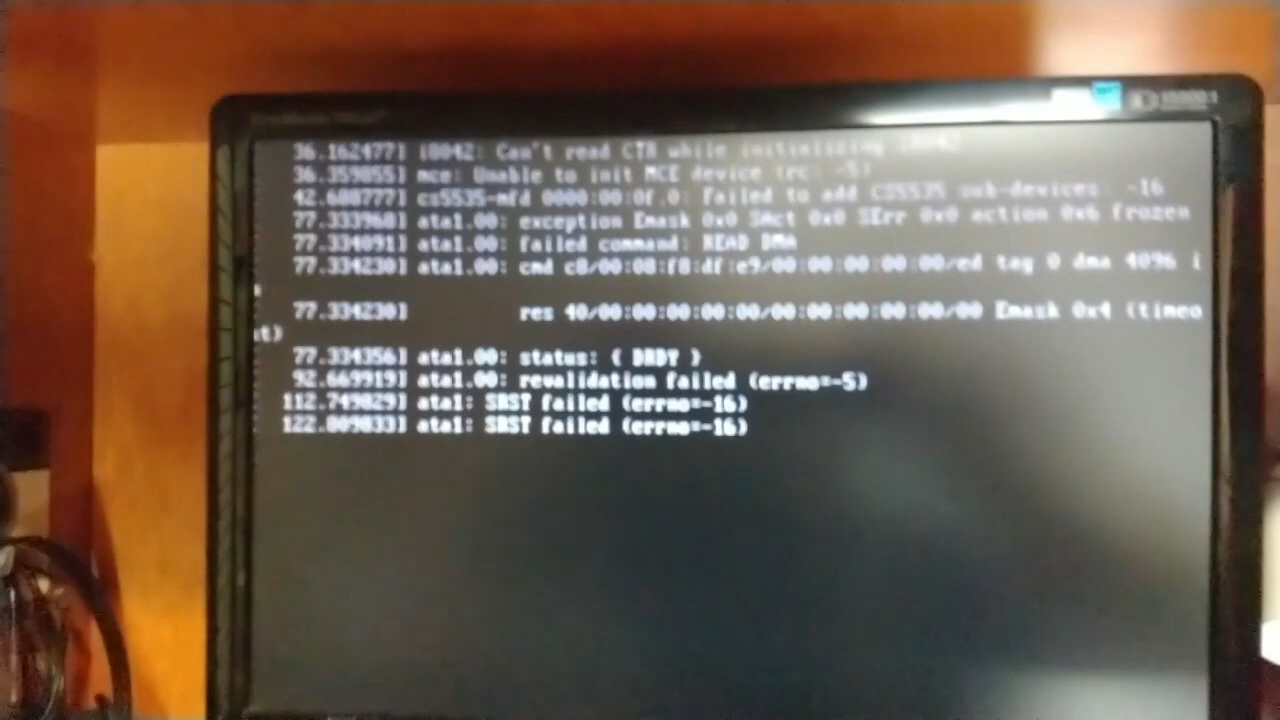 36.162477] i8042: Can't read CTR while initializing i8042
36.359855] mce: Unable to init MCE device (rc: -5)
42.688777] cs5535-mfd 0000:00:0f.0: failed to add CS5535 sub-devices: -16
77.333968] ata1.00: exception Emask 0x0 SAct 0x0 SErr 0x0 action 0x6 frozen
77.334091] ata1.00: failed command: READ DMA
77.334230] ata1.00: cmd c8/00:08:f8:df:e9/00:00:00:00:00/ed tag 0 dma 4096 i
n
77.334230] res 40/00:00:00:00:00/00:00:00:00:00/00 Emask 0x4 (timeo
ut)
77.334356] ata1.00: status: { DRDY }
92.669919] ata1.00: revalidation failed (errno=-5)
112.749829] ata1: SRST failed (errno=-16)
122.809833] ata1: SRST failed (errno=-16)